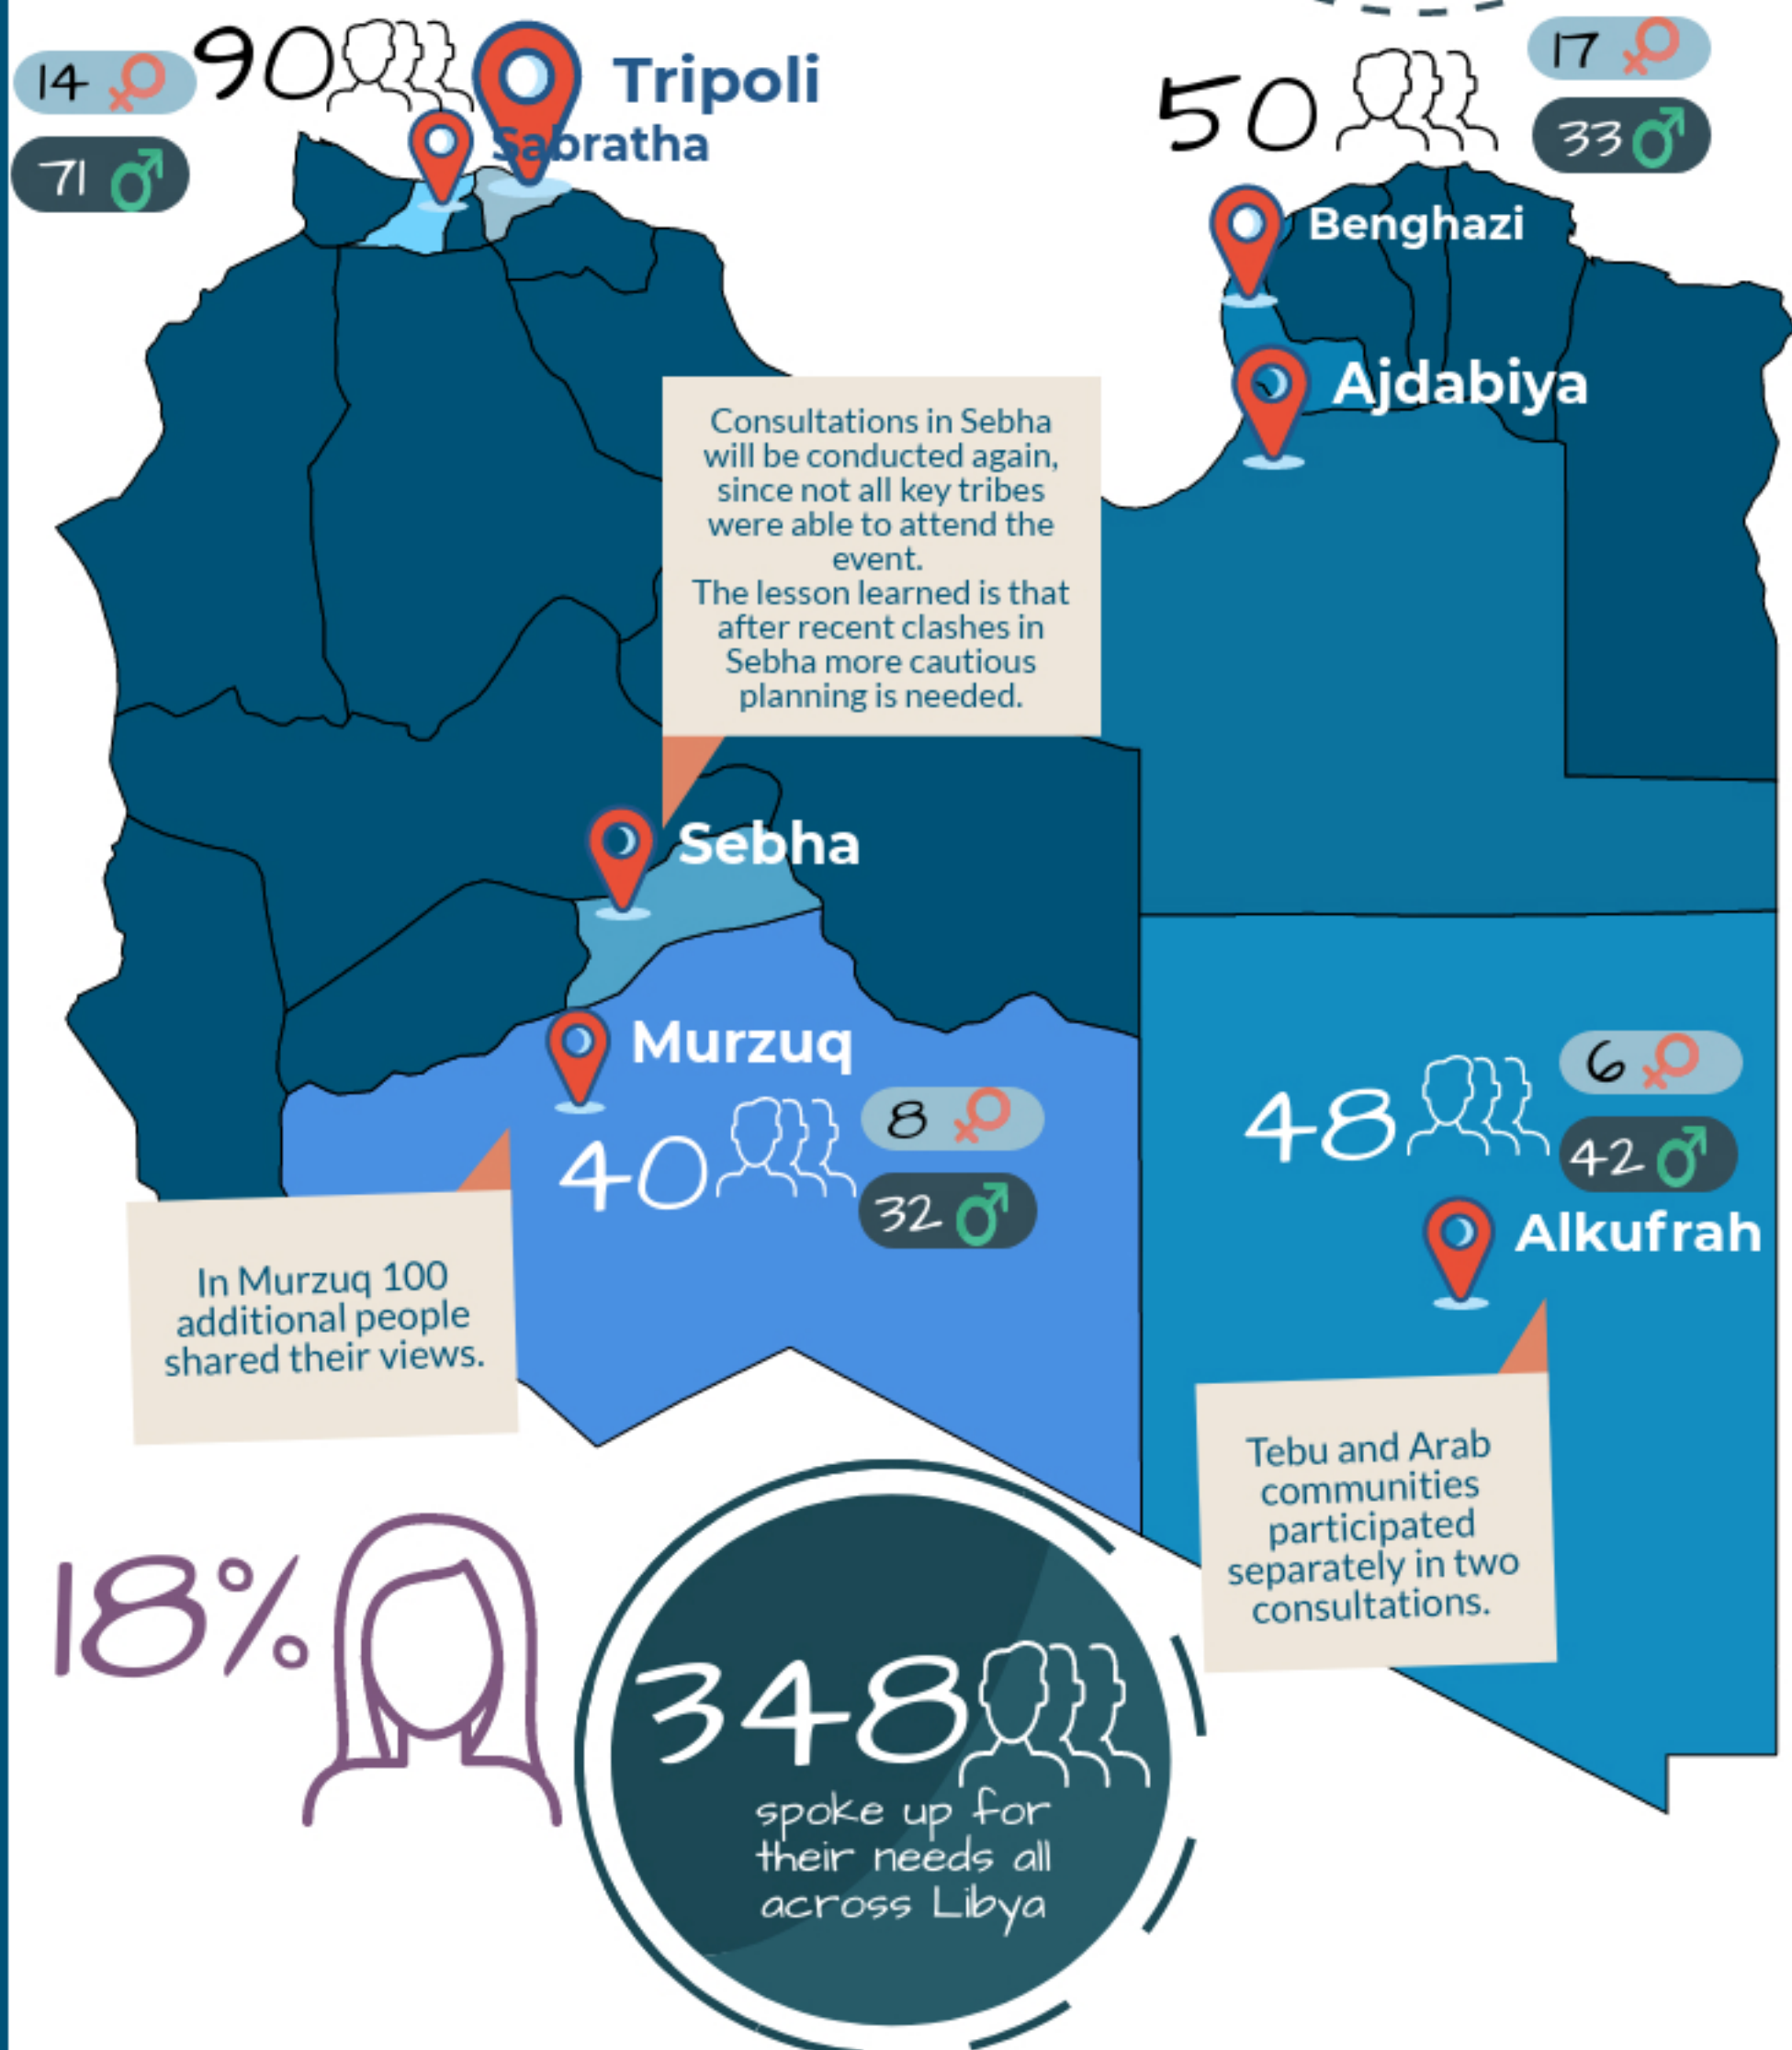 14
90
Tripoli
71
Sabratha
50
17
33
Benghazi
Ajdabiya
Consultations in Sebha
will be conducted again,
since not all key tribes
were able to attend the
event.
The lesson learned is that
after recent clashes in
Sebha more cautious
planning is needed.
Sebha
Murzuq
40
8
32
48
6
42
Alkufrah
In Murzuq 100
additional people
shared their views.
Tebu and Arab
communities
participated
separately in two
consultations.
18%
348
spoke up for
their needs all
across Libya